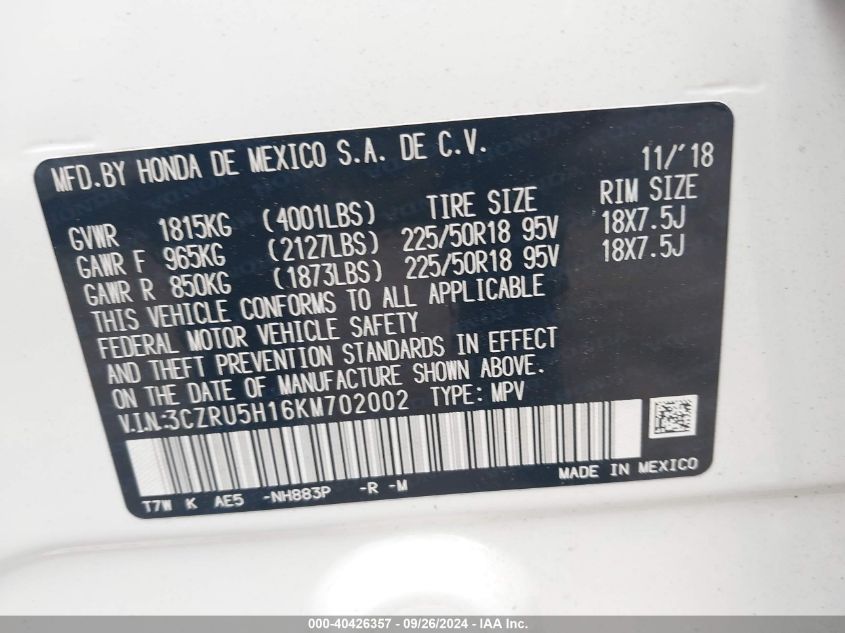 MFD.BY HONDA DE MEXICO S.A. DE C.V. 11/'18
TIRE SIZE RIM SIZE
GVWR 1815KG (4001LBS)
GAWR F 965KG (2127LBS) 225/50R18 95V 18X7.5J
GAWR R 850KG (1873LBS) 225/50R18 95V 18X7.5J
THIS VEHICLE CONFORMS TO ALL APPLICABLE
FEDERAL MOTOR VEHICLE SAFETY
AND THEFT PREVENTION STANDARDS IN EFFECT
ON THE DATE OF MANUFACTURE SHOWN ABOVE.
V.I.N.:3CZRU5H16KM702002 TYPE: MPV
MADE IN MEXICO
T7W K AE5 -NH883P -R -M
000-40426357 - 09/26/2024 - IAA Inc.